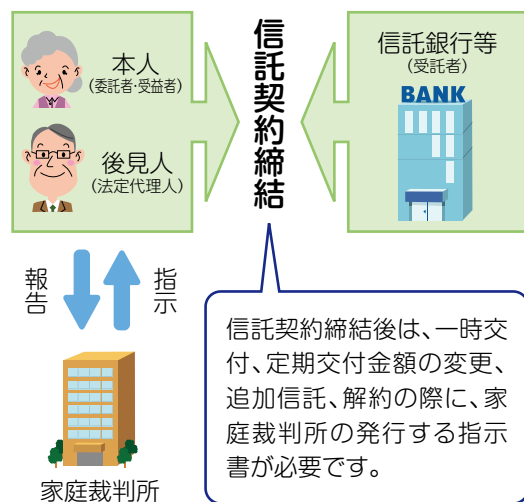 本人
(委託者・受益者)
後見人
(法定代理人)
信託契約締結
信託銀行等
(受託者)
BANK
報告
指示
家庭裁判所
信託契約締結後は、一時交
付、定期交付金額の変更、
追加信託、解約の際に、家
庭裁判所の発行する指示
書が必要です。